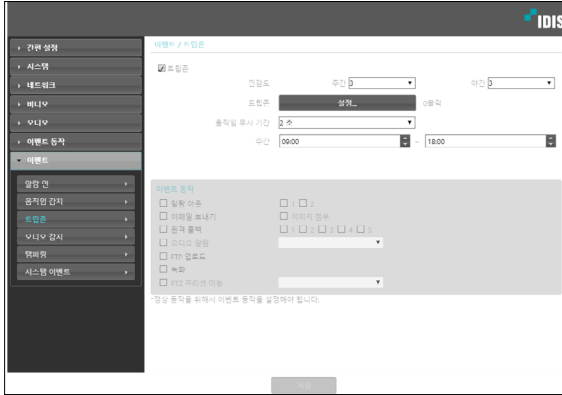 IDIS
이벤트 / 트립존
간편 설정
시스템
네트워크
비디오
오디오
이벤트 동작
이벤트
알람 인
움직임 감지
트립존
오디오 감지
탬퍼링
시스템 이벤트
트립존
민감도 주간 3 야간 3
트립존 설정... 0블럭
움직임 무시 기간 2 초
주간 09:00 ~ 18:00
이벤트 동작
알람 아웃 1 2
이메일 보내기 이미지 첨부
원격 콜백 1 2 3 4 5
오디오 알람
FTP 업로드
녹화
PTZ 프리셋 이동
*정상 동작을 위해서 이벤트 동작을 설정해야 합니다.
저장